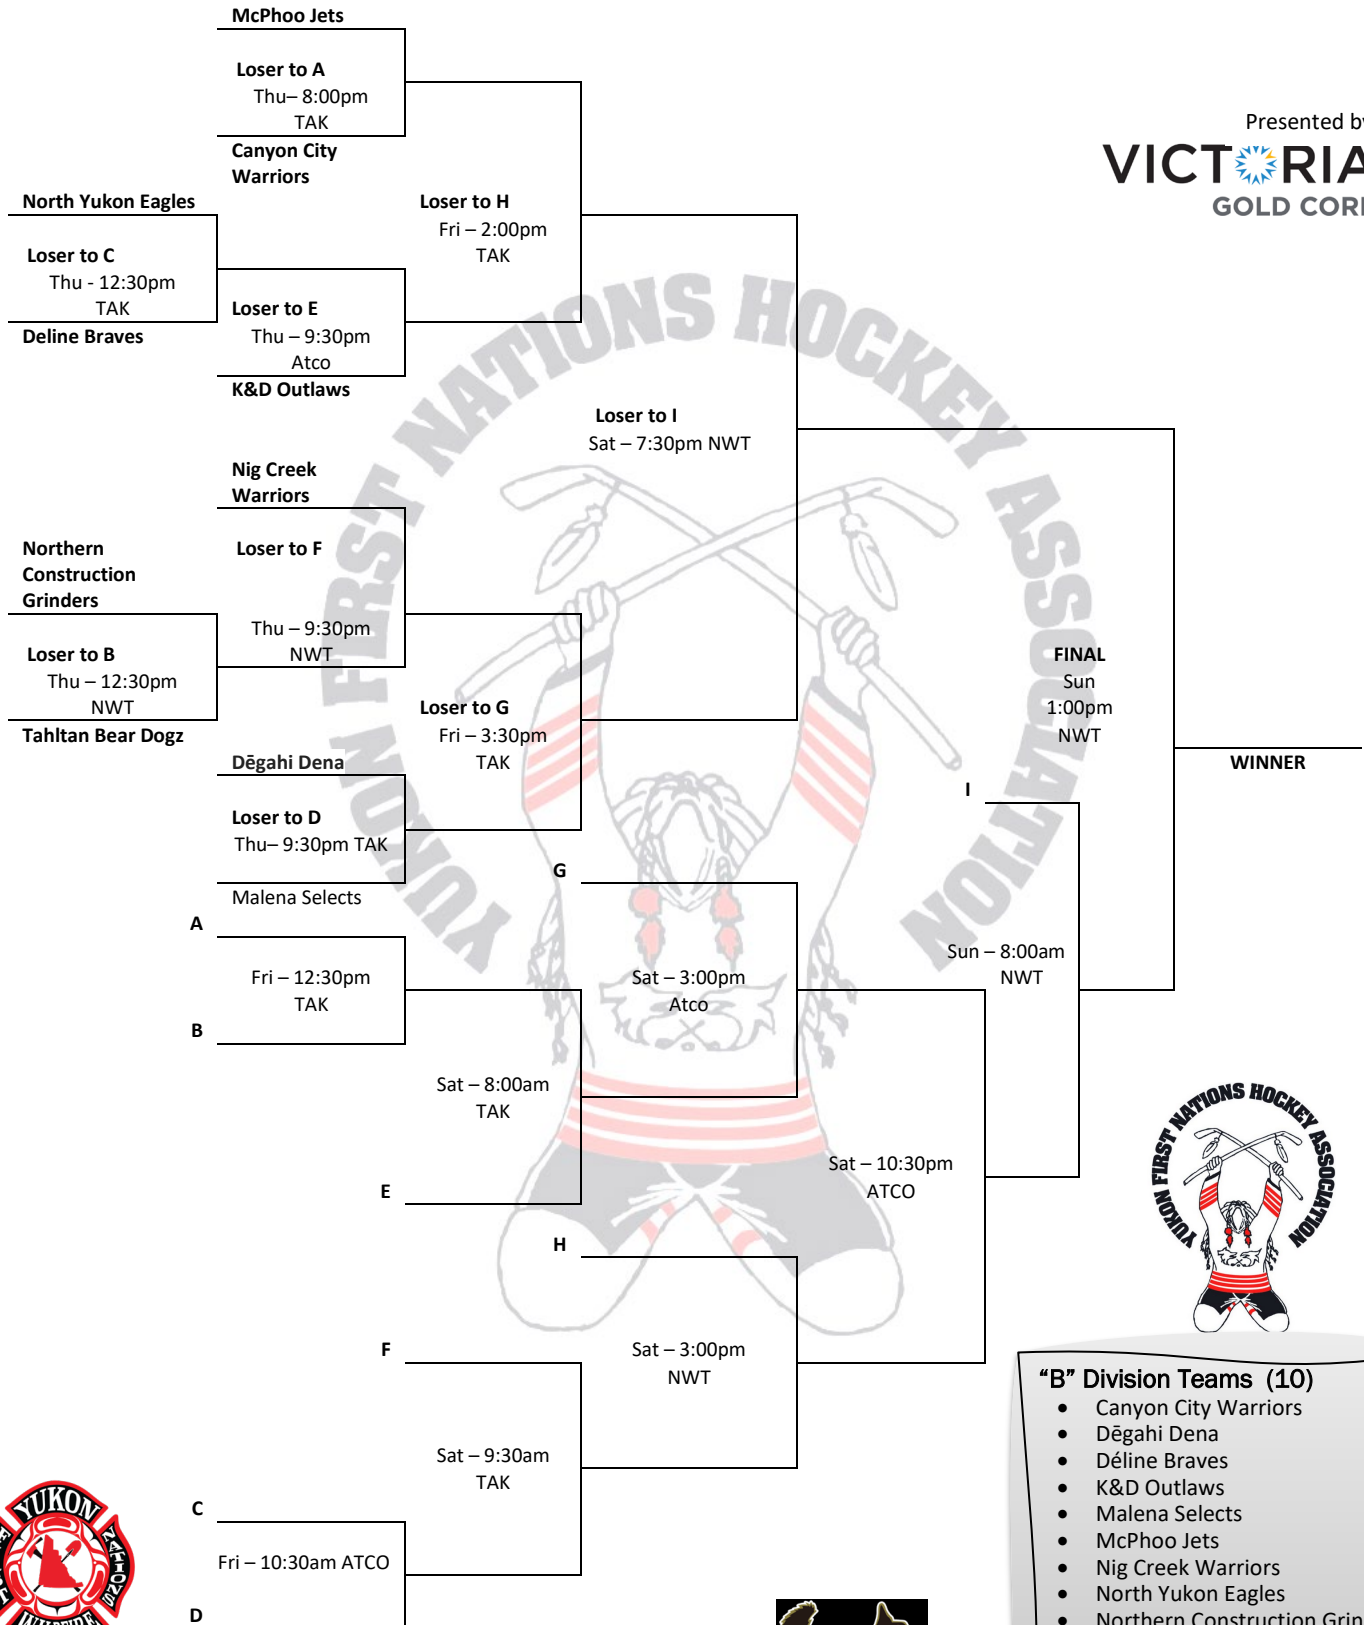 McPhoo Jets
Loser to A
Thu– 8:00pm
TAK
Canyon City
Warriors
Presented by
VICTORIA
GOLD CORP
North Yukon Eagles
Loser to H
Fri – 2:00pm
TAK
Loser to C
Thu - 12:30pm
TAK
Deline Braves
Loser to E
Thu – 9:30pm
Atco
K&D Outlaws
Loser to I
Sat – 7:30pm NWT
Nig Creek
Warriors
Northern
Construction
Grinders
Loser to F
Thu – 9:30pm
NWT
Loser to B
Thu – 12:30pm
NWT
Tahltan Bear Dogz
Loser to G
Fri – 3:30pm
TAK
FINAL
Sun
1:00pm
NWT
WINNER
Dēgahi Dena
Loser to D
Thu– 9:30pm TAK
Malena Selects
I
G
A
Fri – 12:30pm
TAK
B
Sat – 3:00pm
Atco
Sun – 8:00am
NWT
Sat – 8:00am
TAK
E
Sat – 10:30pm
ATCO
H
F
Sat – 3:00pm
NWT
Sat – 9:30am
TAK
C
Fri – 10:30am ATCO
D
YUKON FIRST NATIONS HOCKEY ASSOCIATION
YUKON FIRST NATIONS HOCKEY ASSOCIATION
“B” Division Teams (10)
• Canyon City Warriors
• Dēgahi Dena
• Déline Braves
• K&D Outlaws
• Malena Selects
• McPhoo Jets
• Nig Creek Warriors
• North Yukon Eagles
• Northern Construction Grin
YUKON
NATIONS
WILDFIRE